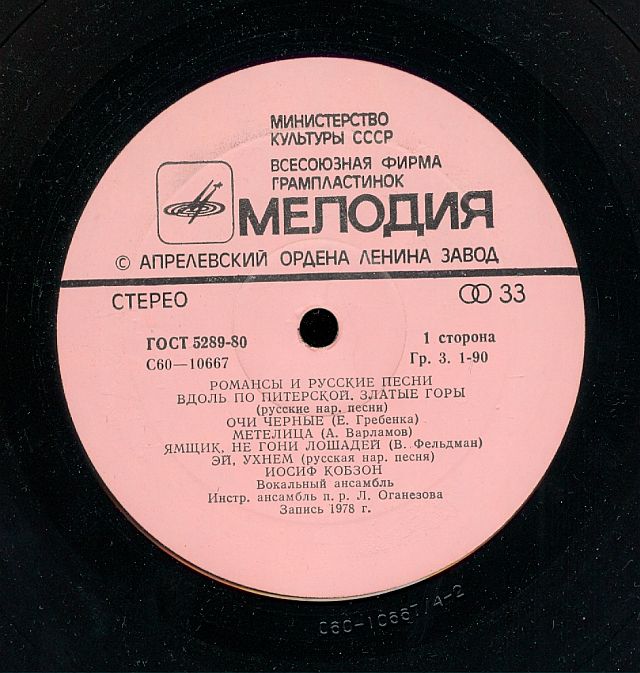 МИНИСТЕРСТВО
КУЛЬТУРЫ СССР
ВСЕСОЮЗНАЯ ФИРМА
ГРАМПЛАСТИНОК
МЕЛОДИЯ
© АПРЕЛЕВСКИЙ ОРДЕНА ЛЕНИНА ЗАВОД
СТЕРЕО
33
ГОСТ 5289-80
1 сторона
С60—10667
Гр. 3. 1-90
РОМАНСЫ И РУССКИЕ ПЕСНИ
ВДОЛЬ ПО ПИТЕРСКОЙ. ЗЛАТЫЕ ГОРЫ
(русские нар. песни)
ОЧИ ЧЕРНЫЕ (Е. Гребенка)
МЕТЕЛИЦА (А. Варламов)
ЯМЩИК, НЕ ГОНИ ЛОШАДЕЙ (В. Фельдман)
ЭЙ, УХНЕМ (русская нар. песня)
ИОСИФ КОБЗОН
Вокальный ансамбль
Инстр. ансамбль п. р. Л. Оганезова
Запись 1978 г.
С60-10667/А-2